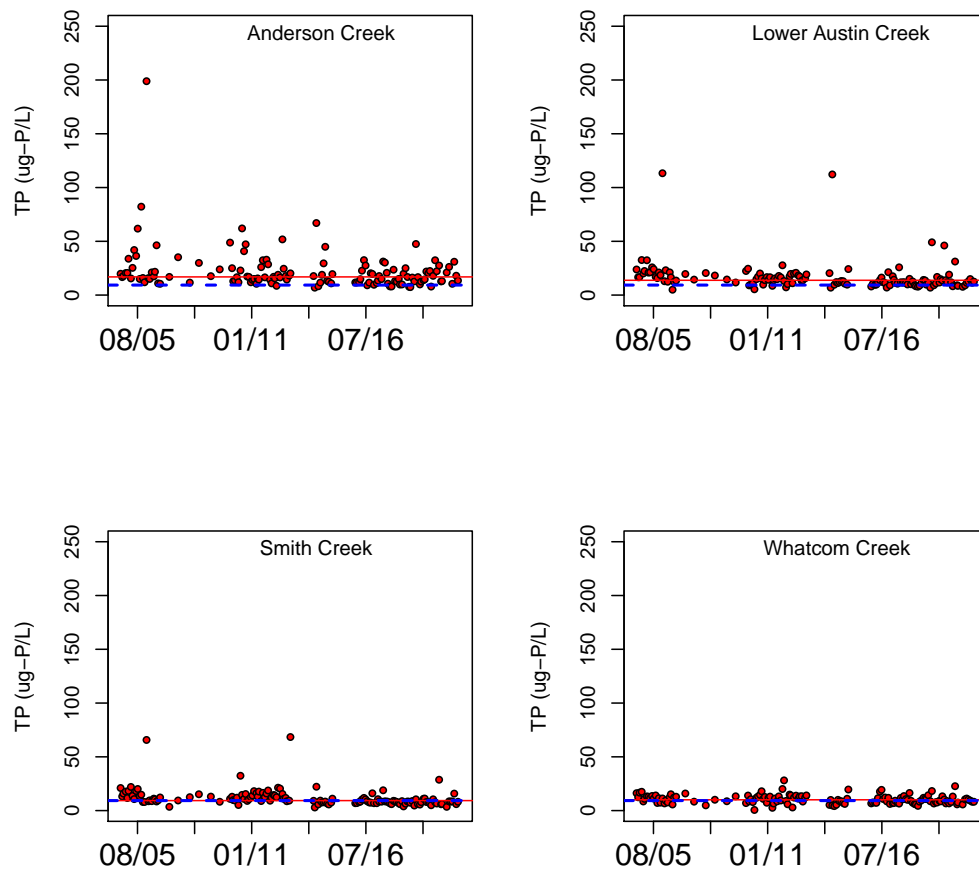 Anderson Creek
TP (ug−P/L)
250
200
150
100
50
0
08/05 01/11 07/16
Lower Austin Creek
TP (ug−P/L)
250
200
150
100
50
0
08/05 01/11 07/16
Smith Creek
TP (ug−P/L)
250
200
150
100
50
0
08/05 01/11 07/16
Whatcom Creek
TP (ug−P/L)
250
200
150
100
50
0
08/05 01/11 07/16